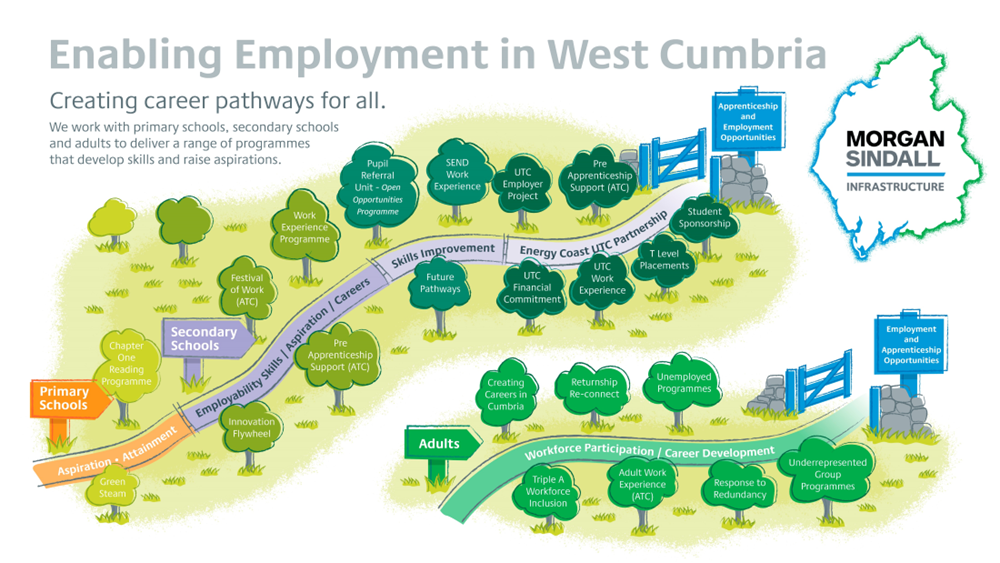 Enabling Employment in West Cumbria
Creating career pathways for all.
We work with primary schools, secondary schools
and adults to deliver a range of programmes
that develop skills and raise aspirations.
MORGAN
SINDALL
INFRASTRUCTURE
Apprenticeship
and
Employment
Opportunities
Pupil
Referral
Unit - Open
Opportunities
Programme
SEND
Work
Experience
UTC
Employer
Project
Pre
Apprenticeship
Support (ATC)
Student
Sponsorship
Work
Experience
Programme
Skills Improvement
Energy Coast UTC Partnership
T Level
Placements
Festival
of Work
(ATC)
Future
Pathways
UTC
Financial
Commitment
UTC
Work
Experience
Secondary
Schools
Employability Skills / Aspiration / Careers
Pre
Apprenticeship
Support (ATC)
Chapter
One
Reading
Programme
Primary
Schools
Innovation
Flywheel
Aspiration • Attainment
Green
Steam
Employment
and
Apprenticeship
Opportunities
Creating
Careers in
Cumbria
Returnship
Re-connect
Unemployed
Programmes
Adults
Workforce Participation / Career Development
Triple A
Workforce
Inclusion
Adult Work
Experience
(ATC)
Response to
Redundancy
Underrepresented
Group
Programmes